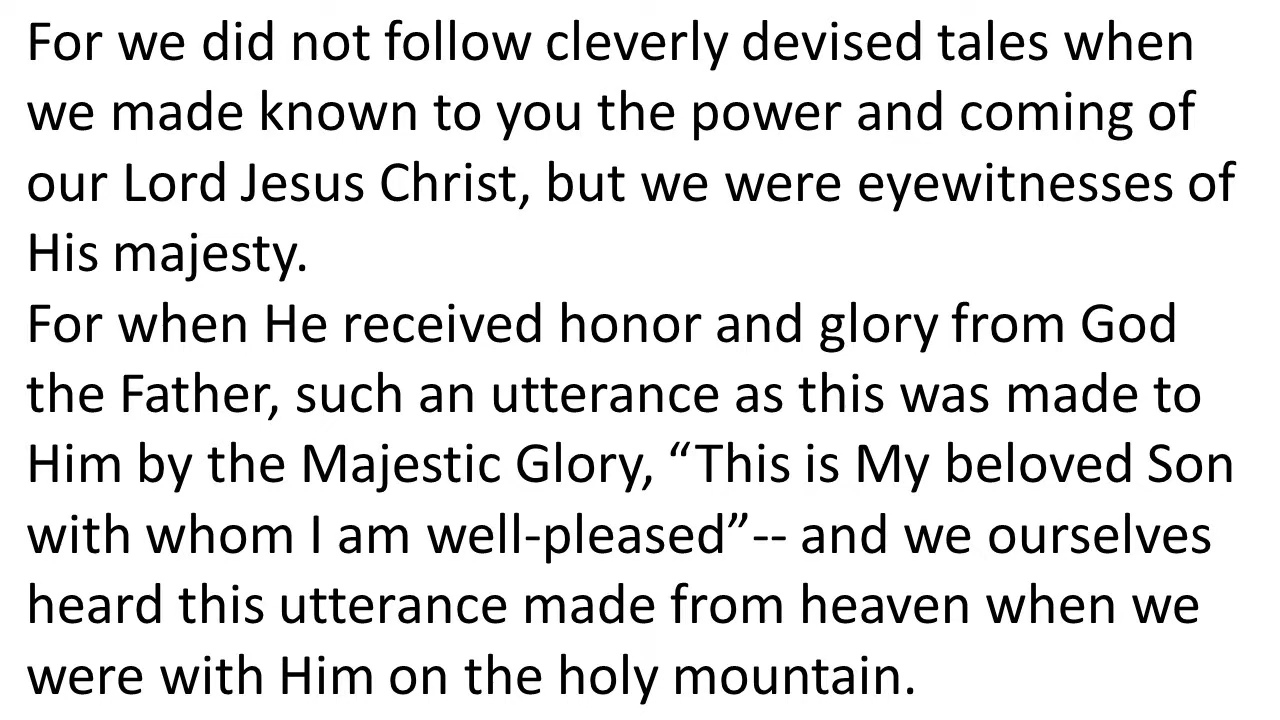 For we did not follow cleverly devised tales when
we made known to you the power and coming of
our Lord Jesus Christ, but we were eyewitnesses of
His majesty.
For when He received honor and glory from God
the Father, such an utterance as this was made to
Him by the Majestic Glory, “This is My beloved Son
with whom I am well-pleased”-- and we ourselves
heard this utterance made from heaven when we
were with Him on the holy mountain.